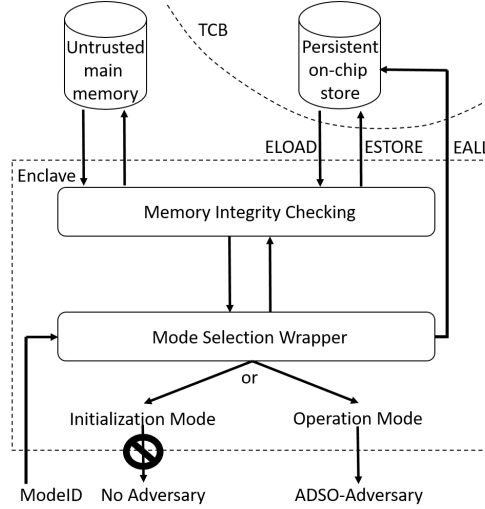 Untrusted
main
memory
TCB
Persistent
on-chip
store
ELOAD
ESTORE
Enclave
Memory Integrity Checking
Mode Selection Wrapper
or
Initialization Mode
Operation Mode
ModeID
No Adversary
ADSO-Adversary